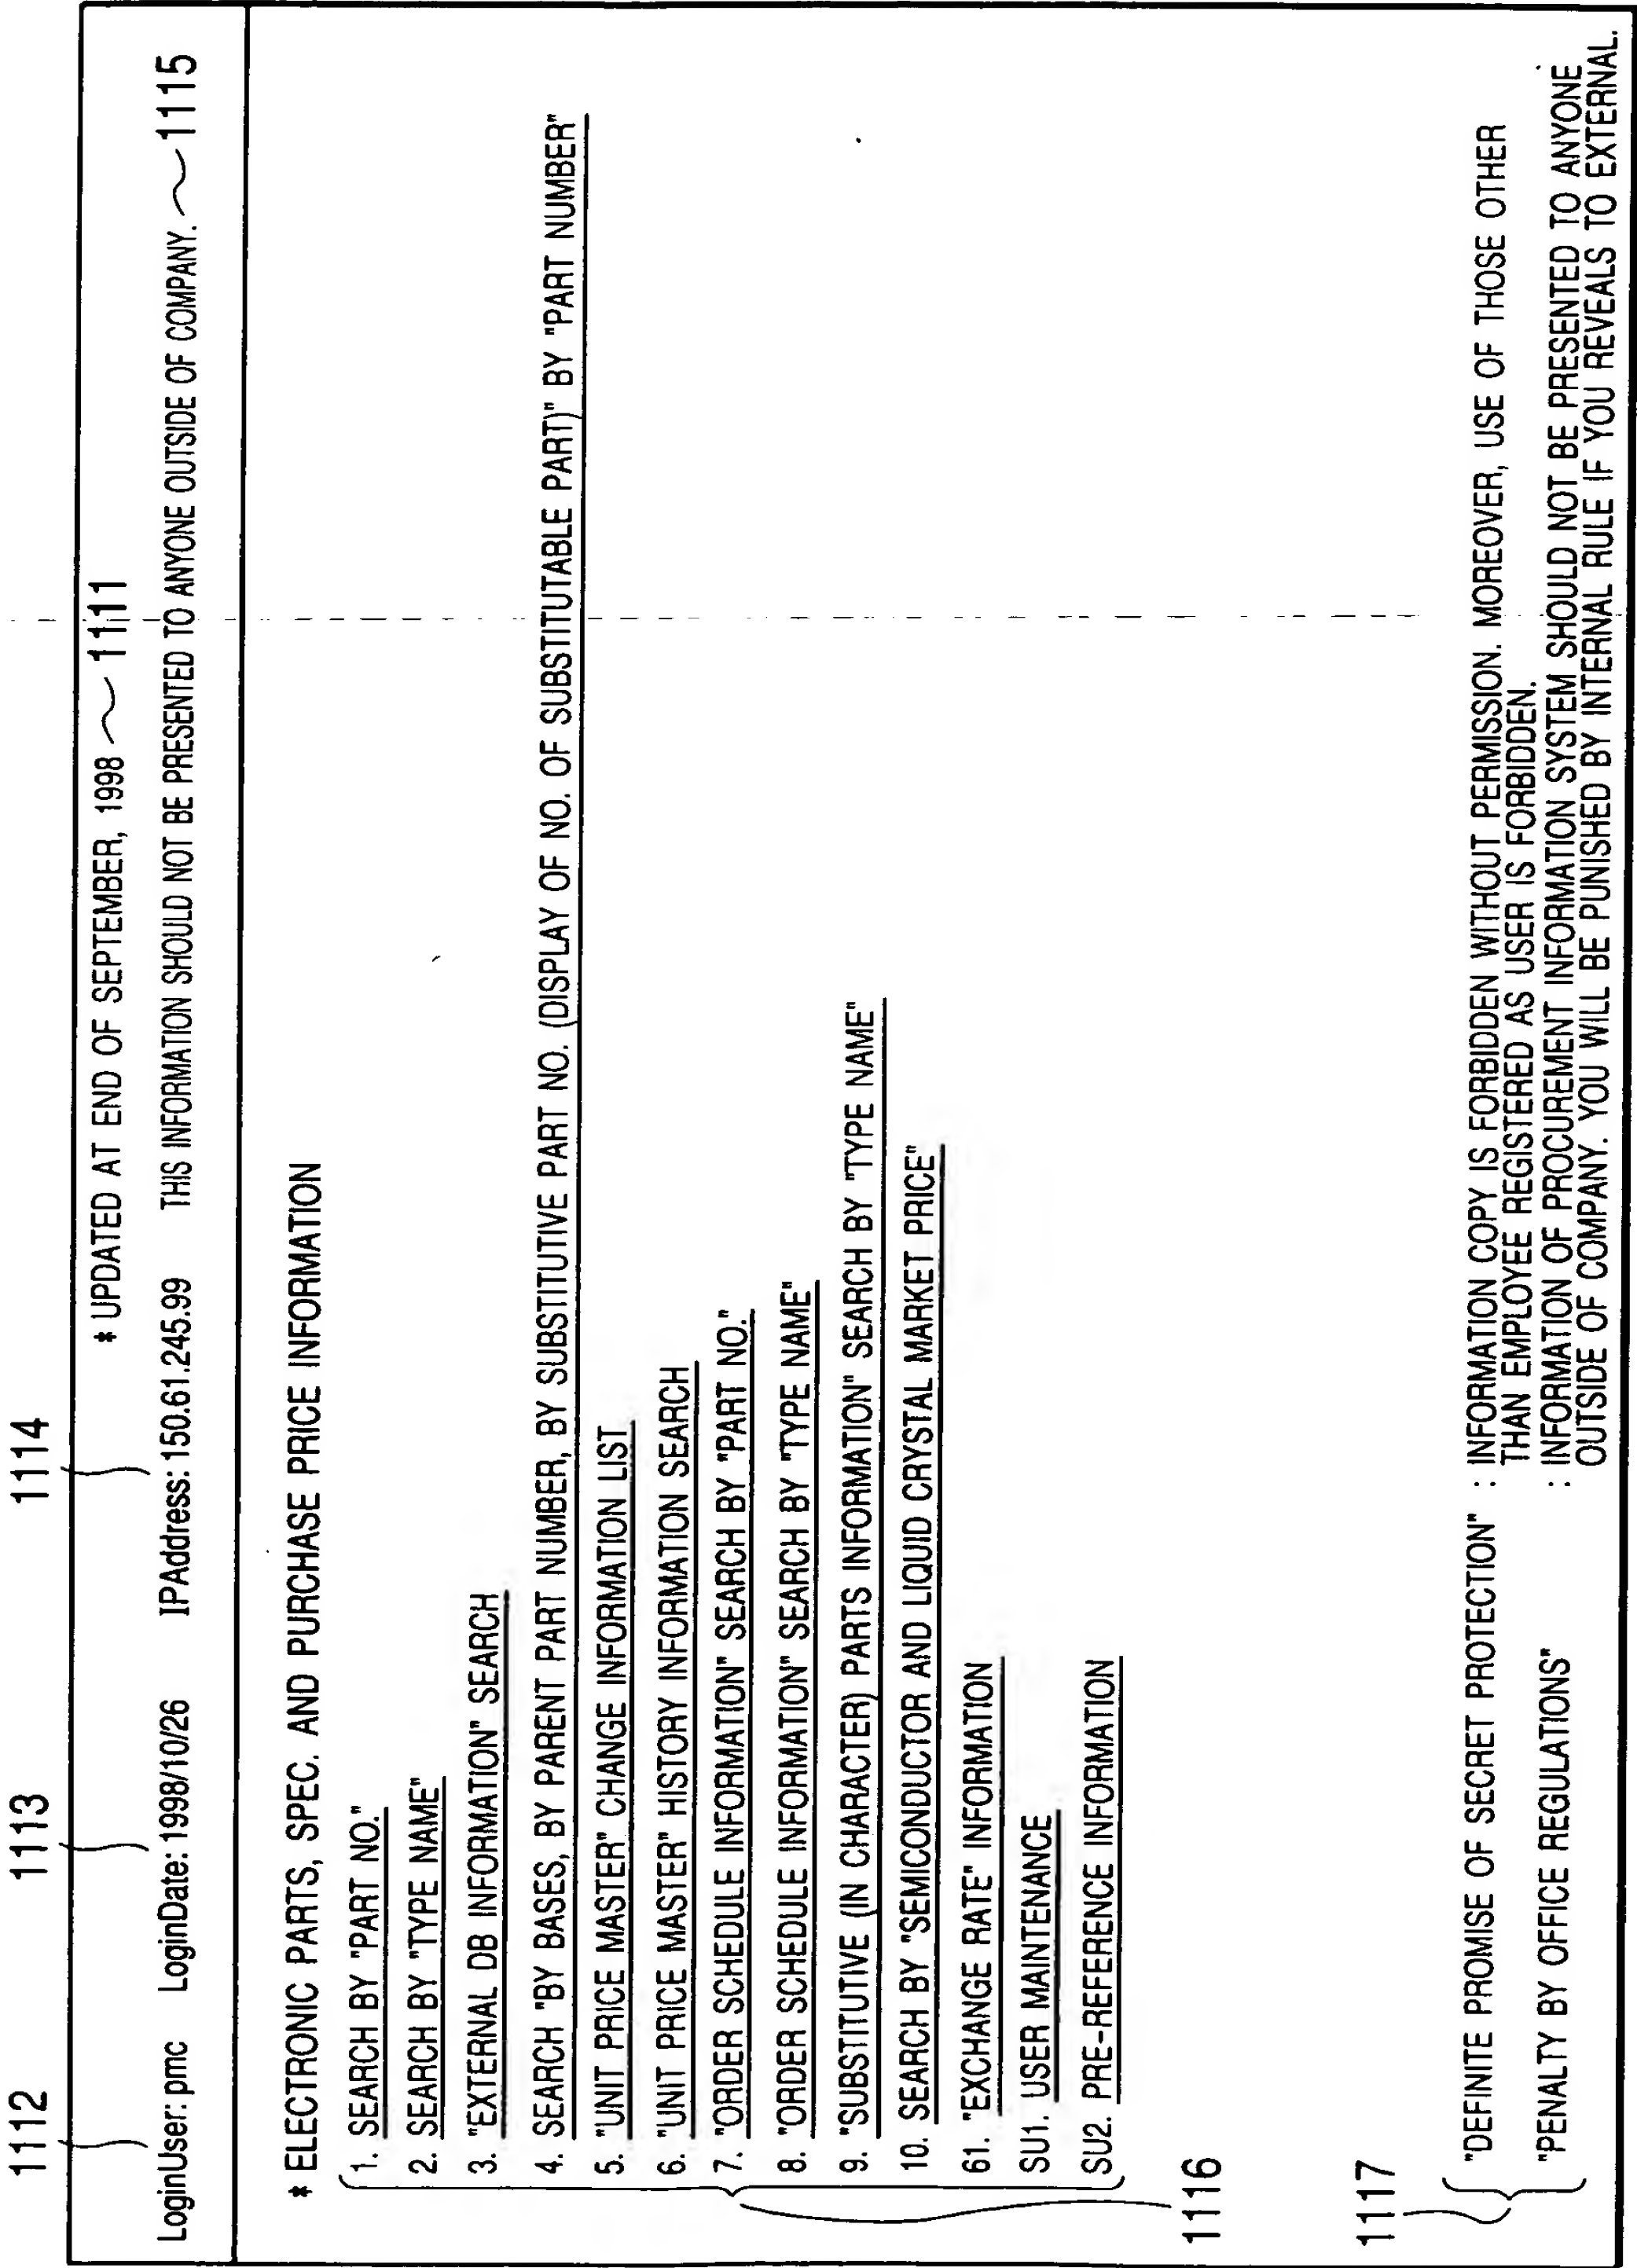 1112
1113
1114
* UPDATED AT END OF SEPTEMBER, 1998 ~ 1111
LoginUser: pmc LoginDate: 1998/10/26 IPAddress: 150.61.245.99 THIS INFORMATION SHOULD NOT BE PRESENTED TO ANYONE OUTSIDE OF COMPANY. ~ 1115
* ELECTRONIC PARTS, SPEC. AND PURCHASE PRICE INFORMATION
1. SEARCH BY "PART NO."
2. SEARCH BY "TYPE NAME"
3. "EXTERNAL DB INFORMATION" SEARCH
4. SEARCH "BY BASES, BY PARENT PART NUMBER, BY SUBSTITUTIVE PART NO. (DISPLAY OF NO. OF SUBSTITUTABLE PART)" BY "PART NUMBER"
5. "UNIT PRICE MASTER" CHANGE INFORMATION LIST
6. "UNIT PRICE MASTER" HISTORY INFORMATION SEARCH
7. "ORDER SCHEDULE INFORMATION" SEARCH BY "PART NO."
8. "ORDER SCHEDULE INFORMATION" SEARCH BY "TYPE NAME"
9. "SUBSTITUTIVE (IN CHARACTER) PARTS INFORMATION" SEARCH BY "TYPE NAME"
10. SEARCH BY "SEMICONDUCTOR AND LIQUID CRYSTAL MARKET PRICE"
61. "EXCHANGE RATE" INFORMATION
SU1. USER MAINTENANCE
SU2. PRE-REFERENCE INFORMATION
1116
1117
"DEFINITE PROMISE OF SECRET PROTECTION" : INFORMATION COPY IS FORBIDDEN WITHOUT PERMISSION. MOREOVER, USE OF THOSE OTHER
THAN EMPLOYEE REGISTERED AS USER IS FORBIDDEN.
"PENALTY BY OFFICE REGULATIONS" : INFORMATION OF PROCUREMENT INFORMATION SYSTEM SHOULD NOT BE PRESENTED TO ANYONE
OUTSIDE OF COMPANY. YOU WILL BE PUNISHED BY INTERNAL RULE IF YOU REVEALS TO EXTERNAL.